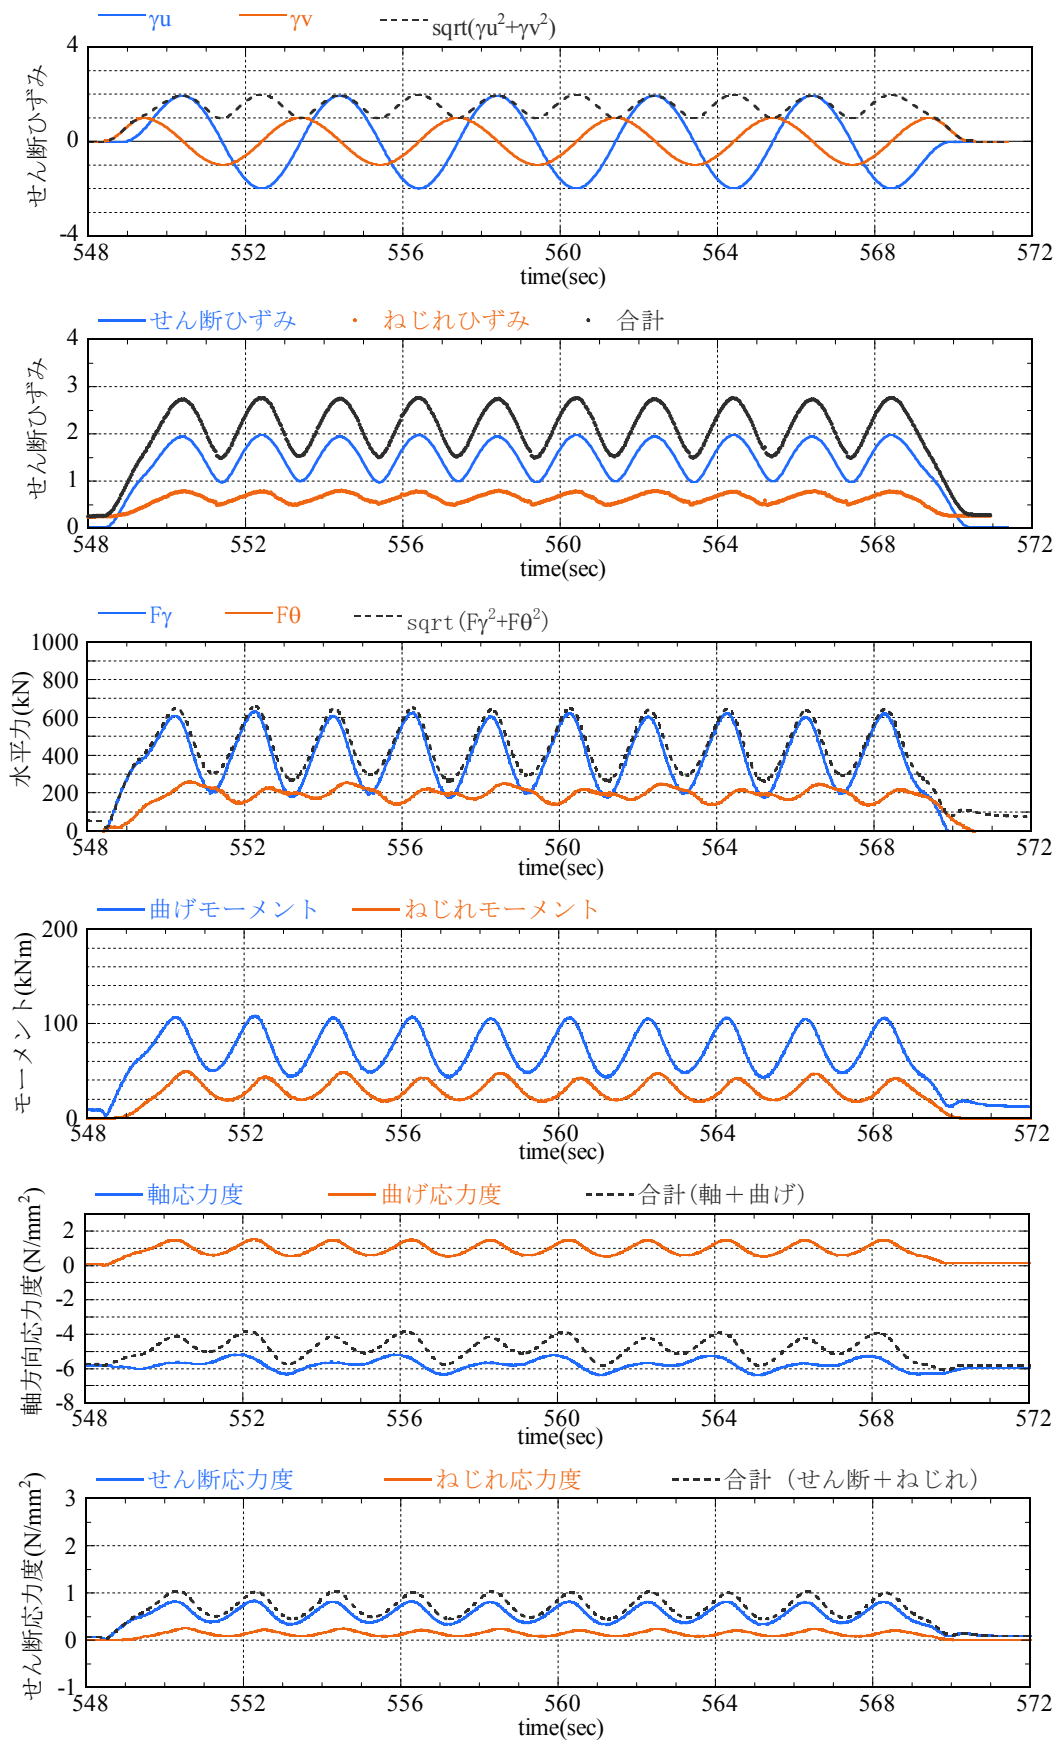 γu γv sqrt(γu²+γv²)
せん断ひずみ
4
0
-4
548 552 556 560 564 568 572
time(sec)
せん断ひずみ ねじれひずみ 合計
せん断ひずみ
4
3
2
1
0
548 552 556 560 564 568 572
time(sec)
Fγ Fθ sqrt(Fγ²+Fθ²)
水平力(kN)
1000
800
600
400
200
0
548 552 556 560 564 568 572
time(sec)
曲げモーメント ねじれモーメント
モーメント(kNm)
200
100
0
548 552 556 560 564 568 572
time(sec)
軸応力度 曲げ応力度 合計(軸＋曲げ)
軸方向応力度(N/mm²)
2
0
-2
-4
-6
-8
548 552 556 560 564 568 572
time(sec)
せん断応力度 ねじれ応力度 合計（せん断＋ねじれ）
せん断応力度(N/mm²)
3
2
1
0
-1
548 552 556 560 564 568 572
time(sec)